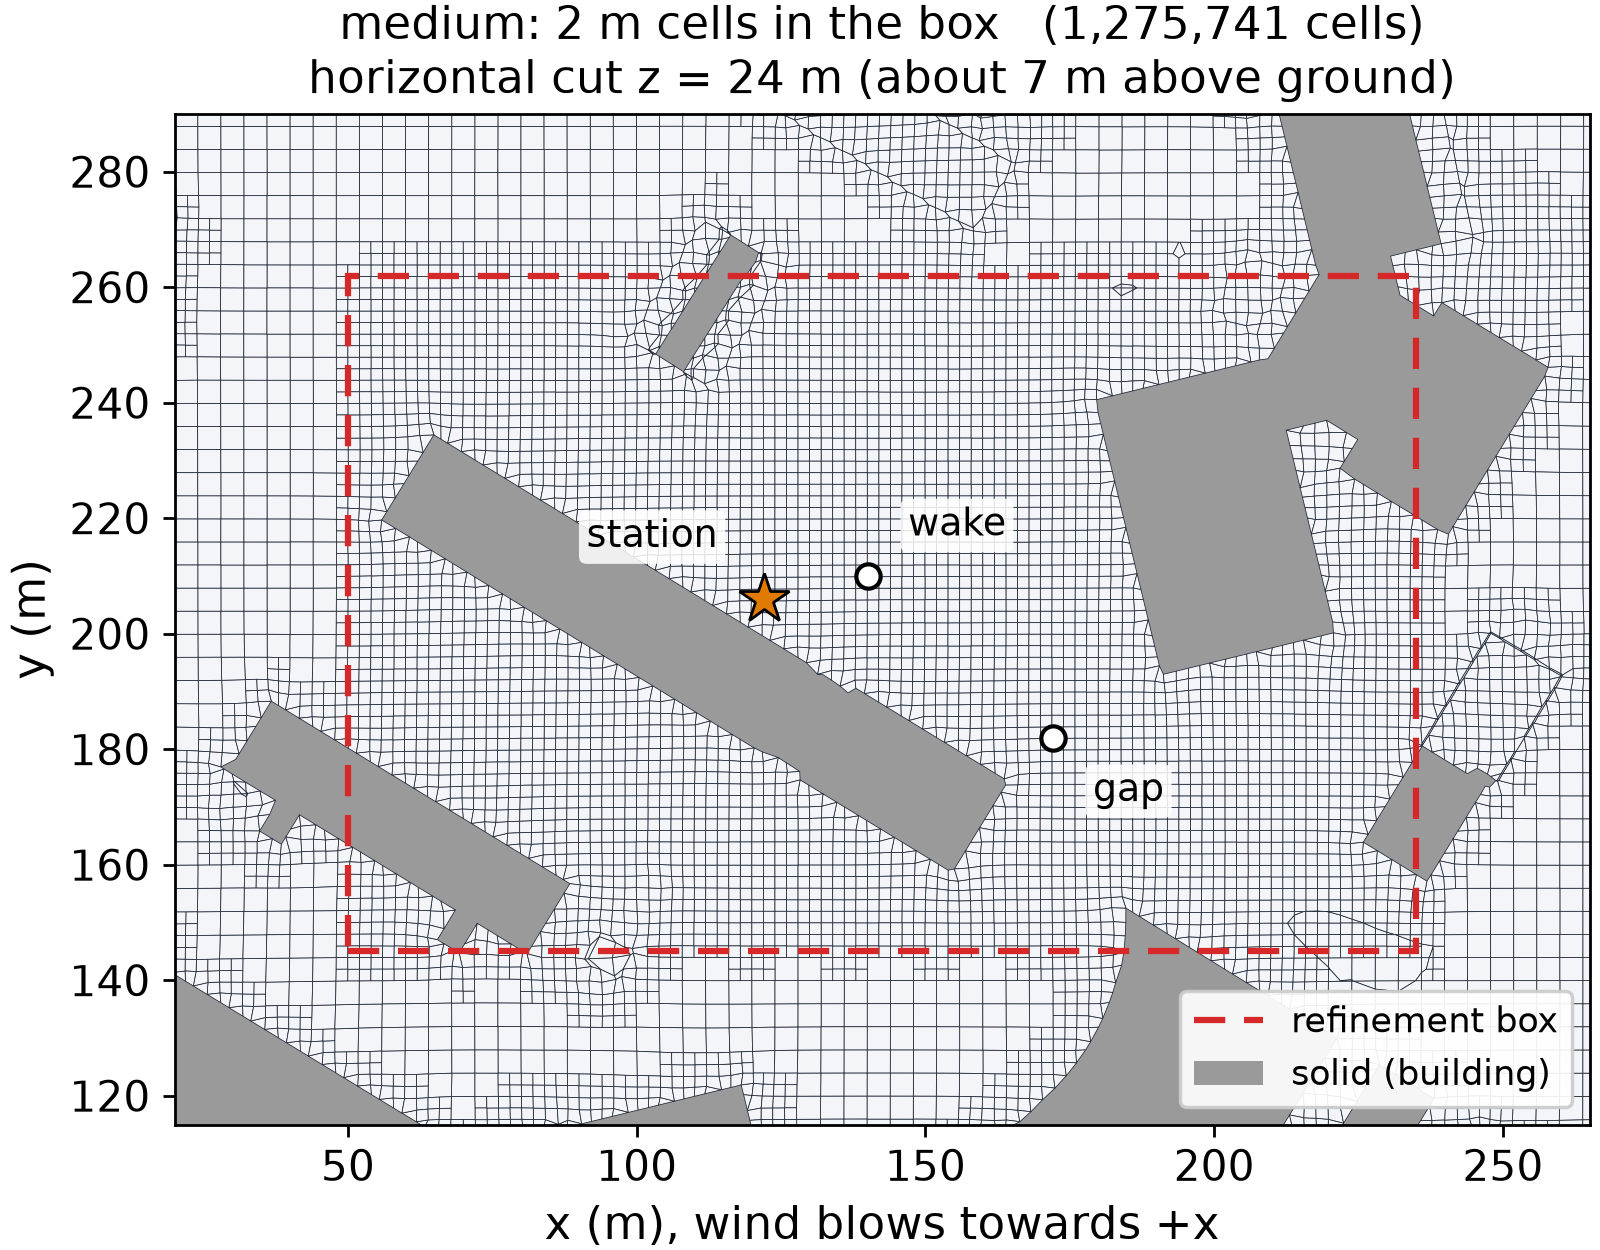 medium: 2 m cells in the box (1,275,741 cells)
horizontal cut z = 24 m (about 7 m above ground)
280
260
240
220
200
180
160
140
120
y (m)
station
wake
gap
refinement box
solid (building)
50
100
150
200
250
x (m), wind blows towards +x